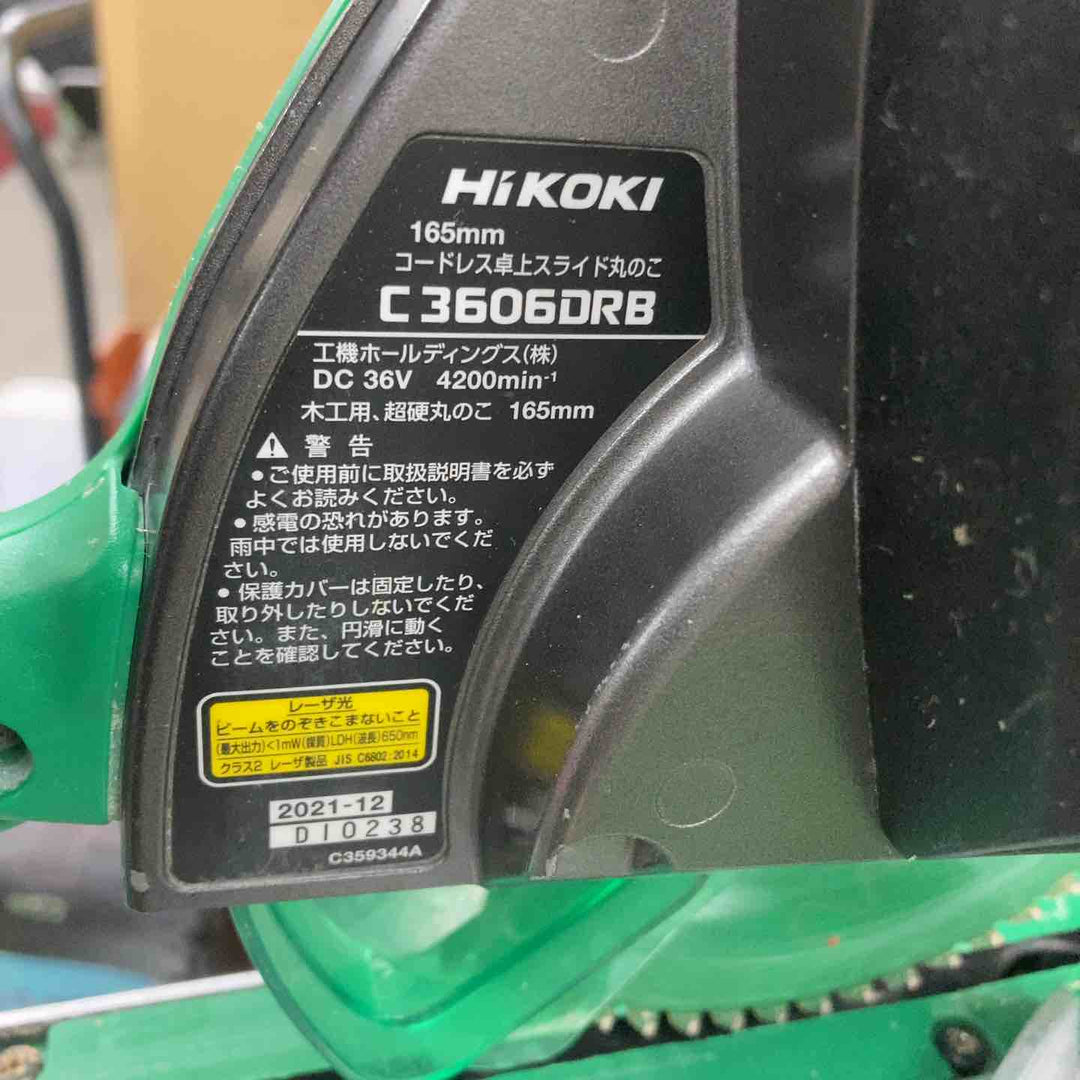 HiKOKI
165mm
コードレス卓上スライド丸のこ
C 3606DRB
工機ホールディングス(株)
DC 36V 4200min-1
木工用、超硬丸のこ 165mm
警告
●ご使用前に取扱説明書を必ず
よくお読みください。
●感電の恐れがあります。
雨中では使用しないでくだ
さい。
●保護カバーは固定したり、
取り外したりしないでくだ
さい。また、円滑に動く
ことを確認してください。
レーザ光
ビームをのぞきこまないこと
(最大出力)<1mW(媒質)LDH(波長)650nm
クラス2 レーザ製品 JIS C6802:2014
2021-12
DI0238
C359344A